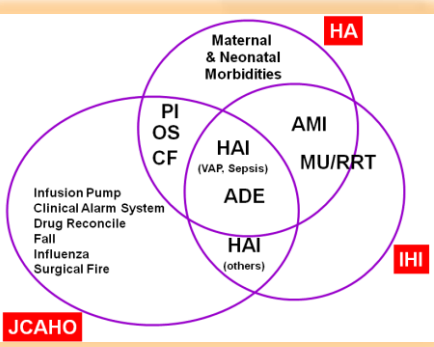 HA
Maternal
& Neonatal
Morbidities
PI
OS
CF
AMI
HAI
(VAP, Sepsis)
MU/RRT
ADE
Infusion Pump
Clinical Alarm System
Drug Reconcile
Fall
Influenza
Surgical Fire
HAI
(others)
IHI
JCAHO